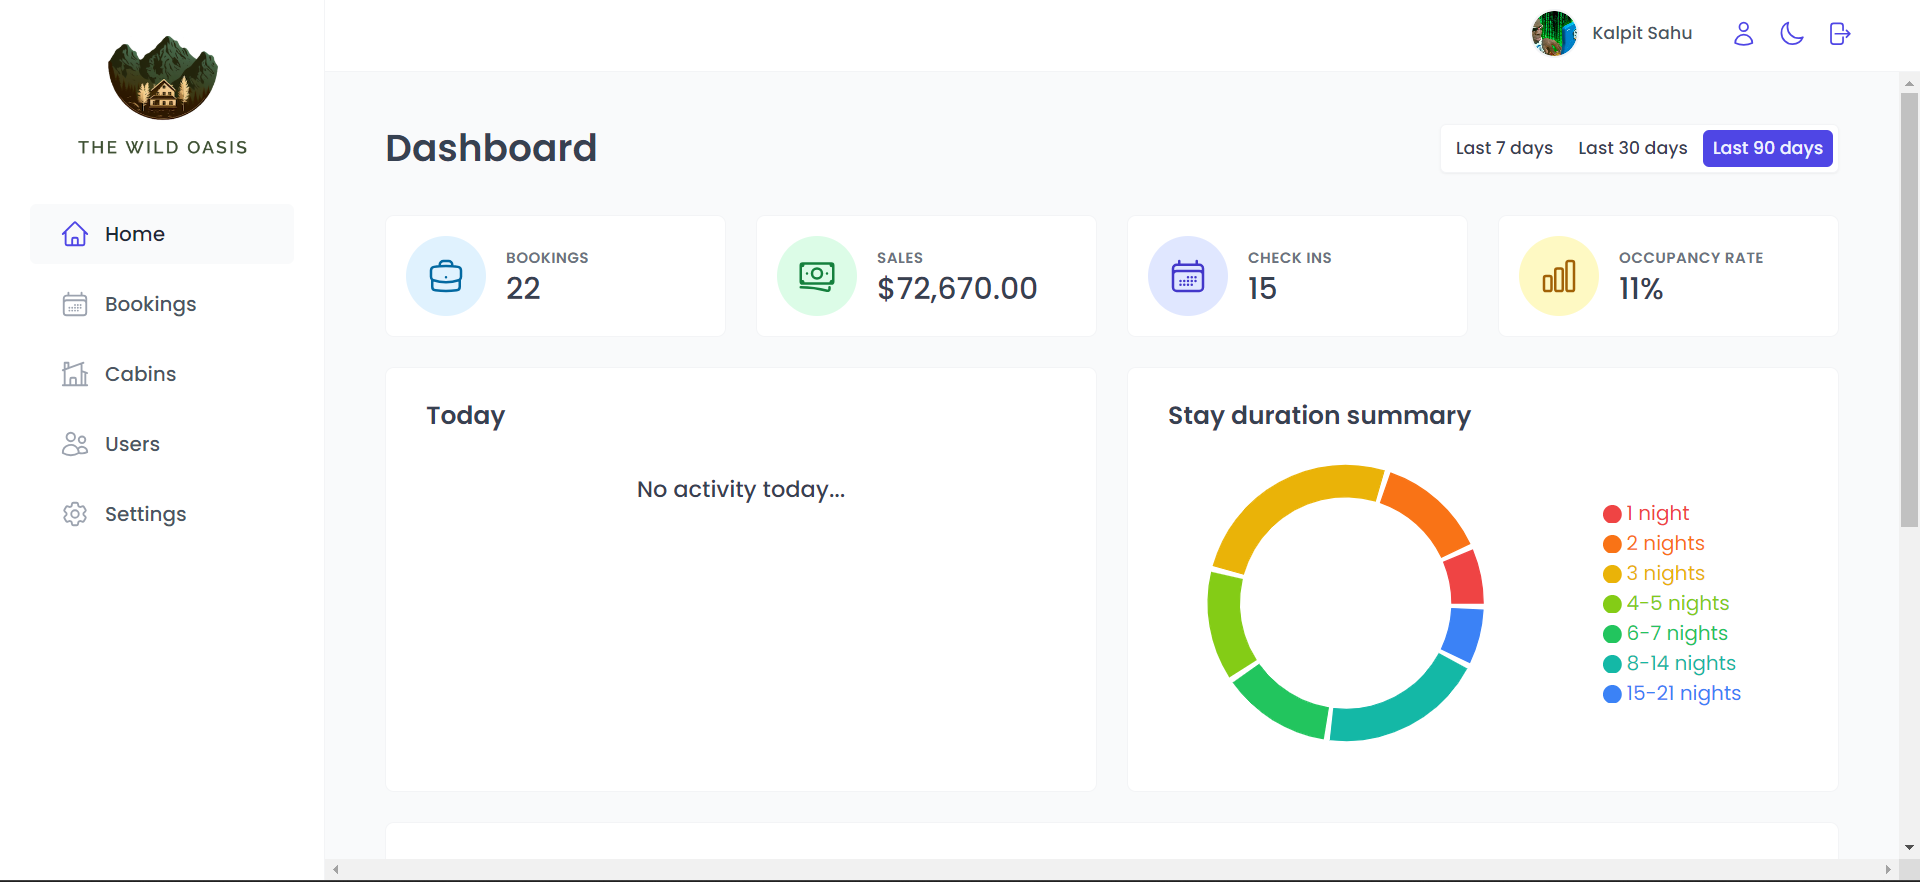 THE WILD OASIS
Home
Bookings
Cabins
Users
Settings
Kalpit Sahu
Dashboard
Last 7 days Last 30 days Last 90 days
BOOKINGS
22
SALES
$72,670.00
CHECK INS
15
OCCUPANCY RATE
11%
Today
No activity today...
Stay duration summary
1 night
2 nights
3 nights
4-5 nights
6-7 nights
8-14 nights
15-21 nights